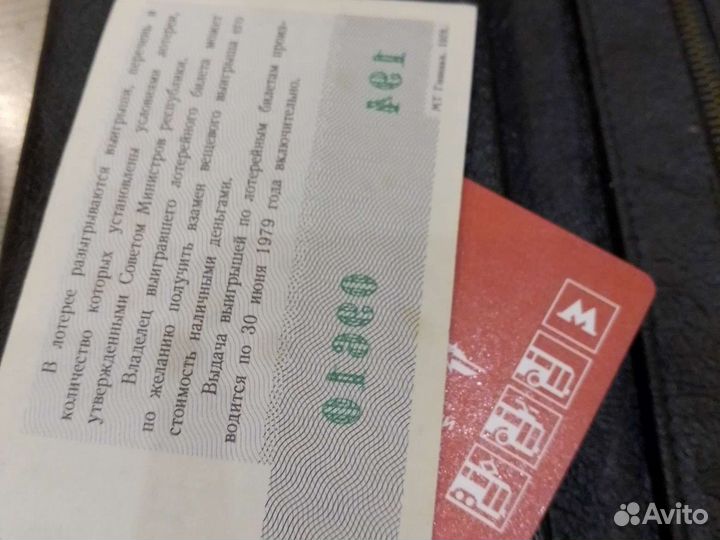 В лотерее разыгрываются выигрыши, перечень и
количество которых установлены условиями лотереи,
утвержденными Советом Министров республики.
Владелец выигравшего лотерейного билета может
по желанию получить взамен вещевого выигрыша его
стоимость наличными деньгами.
Выдача выигрышей по лотерейным билетам произ-
водится по 30 июня 1979 года включительно.
МТ Гознака.
М
Avito